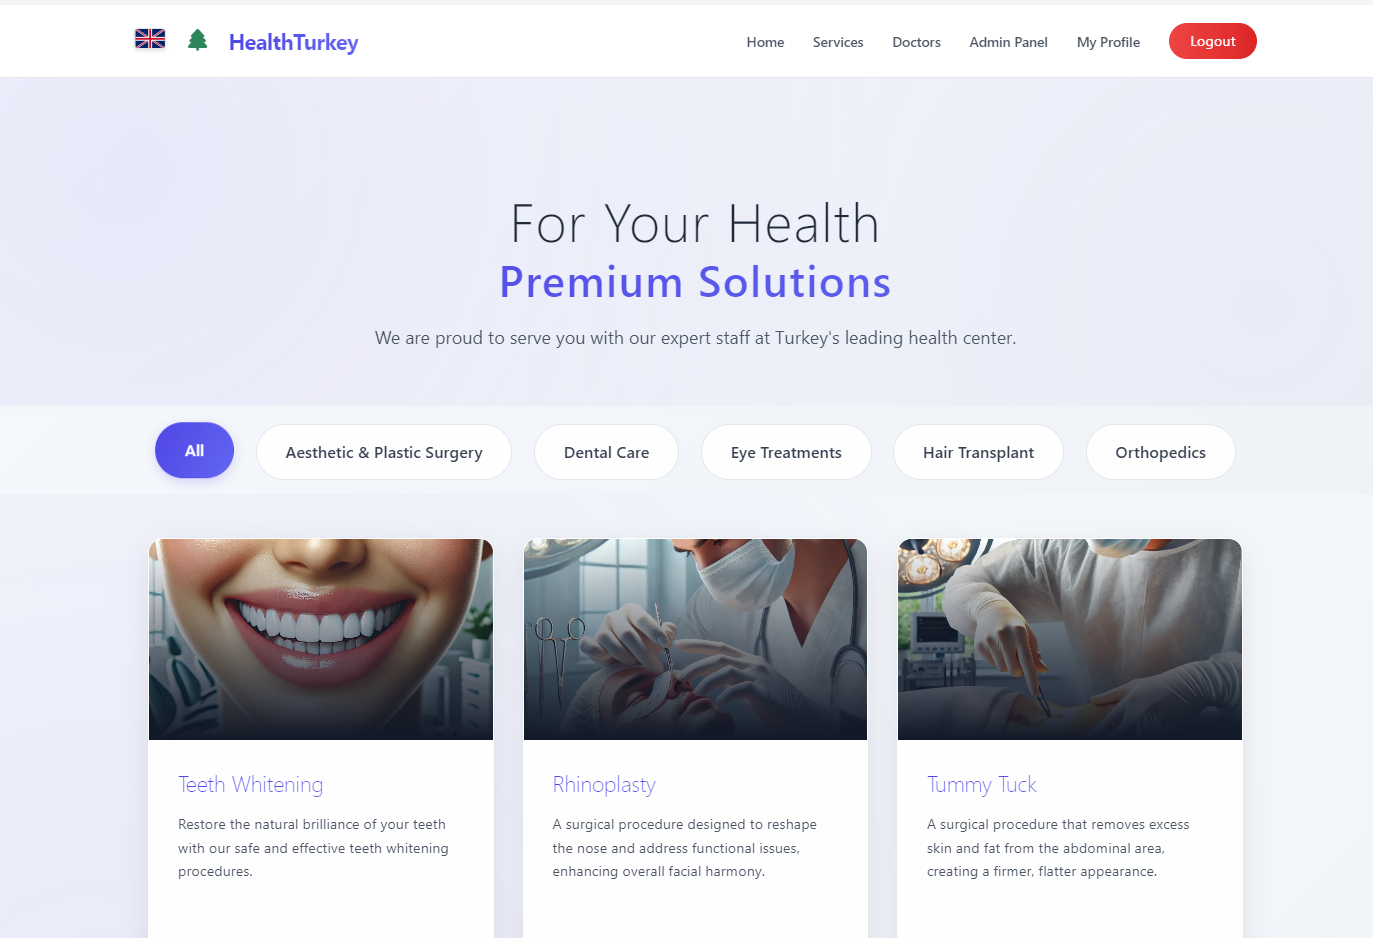 HealthTurkey
Home
Services
Doctors
Admin Panel
My Profile
Logout
For Your Health
Premium Solutions
We are proud to serve you with our expert staff at Turkey's leading health center.
All
Aesthetic & Plastic Surgery
Dental Care
Eye Treatments
Hair Transplant
Orthopedics
Teeth Whitening
Restore the natural brilliance of your teeth
with our safe and effective teeth whitening
procedures.
Rhinoplasty
A surgical procedure designed to reshape
the nose and address functional issues,
enhancing overall facial harmony.
Tummy Tuck
A surgical procedure that removes excess
skin and fat from the abdominal area,
creating a firmer, flatter appearance.